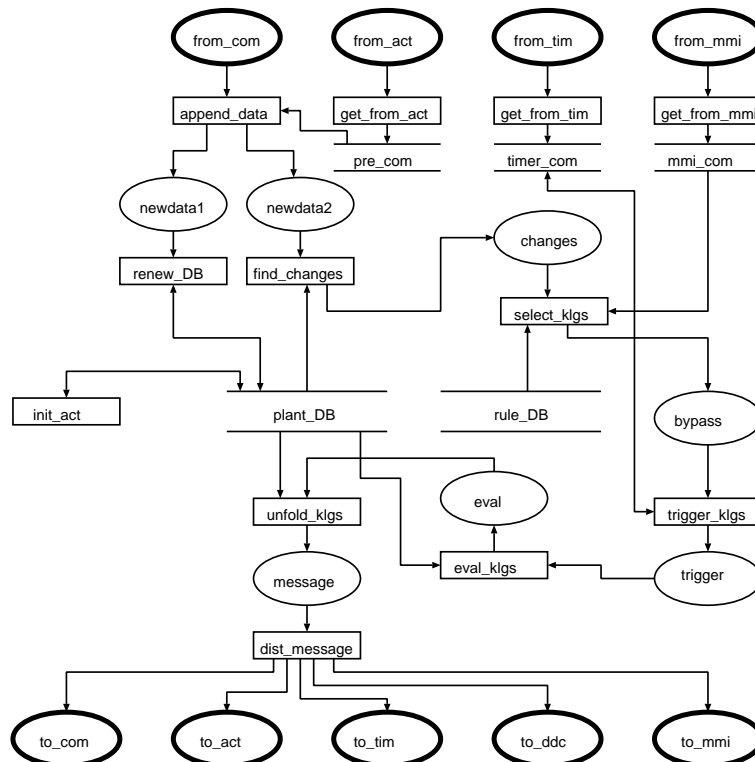 from_com
from_act
from_tim
from_mmi
append_data
get_from_act
get_from_tim
get_from_mmi
pre_com
timer_com
mmi_com
newdata1
newdata2
changes
renew_DB
find_changes
select_klgs
init_act
plant_DB
rule_DB
bypass
eval
unfold_klgs
trigger_klgs
message
eval_klgs
trigger
dist_message
to_com
to_act
to_tim
to_ddc
to_mmi